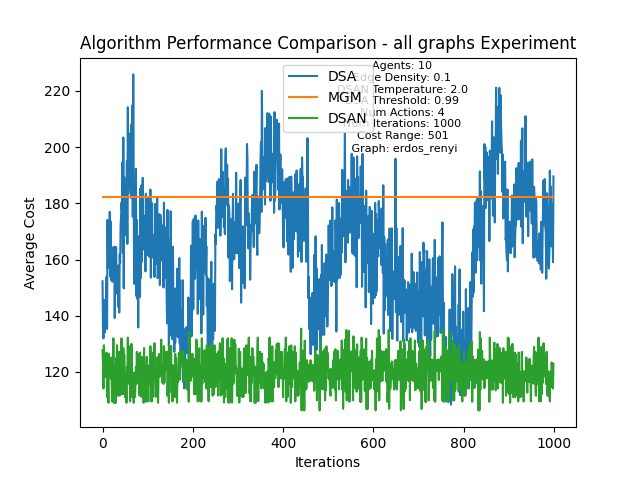 Algorithm Performance Comparison - all graphs Experiment
Agents: 10
Edge Density: 0.1
DSAN Temperature: 2.0
Threshold: 0.99
Num Actions: 4
Num Iterations: 1000
Cost Range: 501
Graph: erdos_renyi
DSA
MGM
DSAN
Average Cost
220
200
180
160
140
120
0
200
400
600
800
1000
Iterations